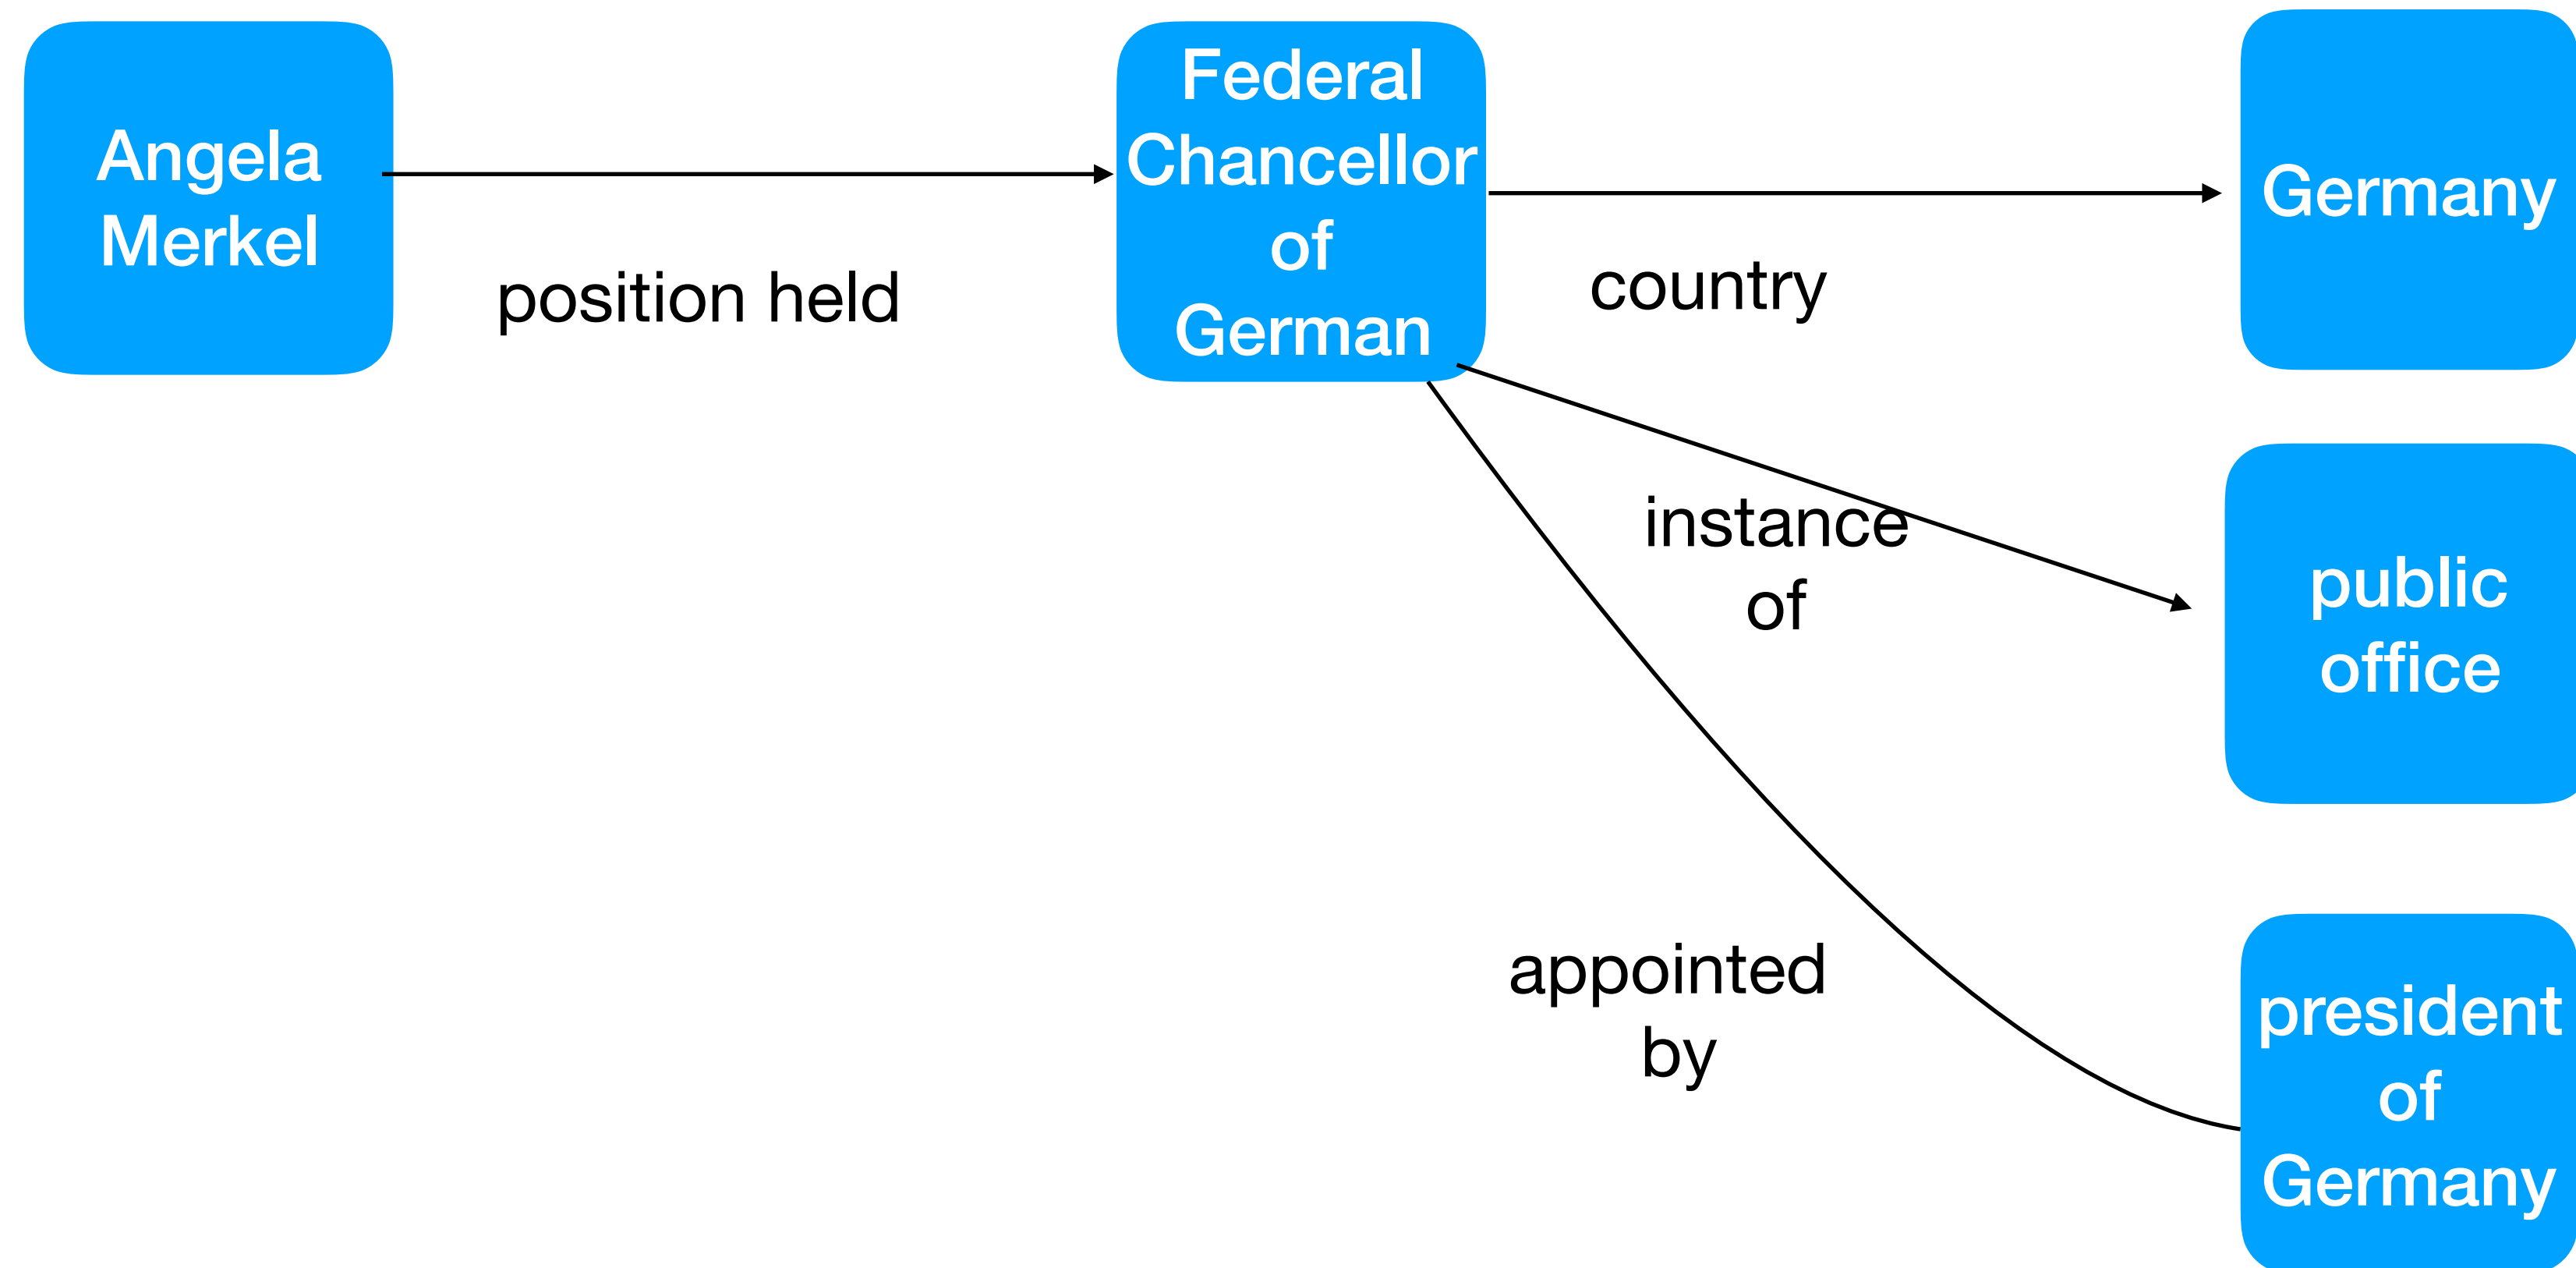 Angela
Merkel
position held
Federal
Chancellor
of
German
country
Germany
instance
of
public
office
appointed
by
president
of
Germany